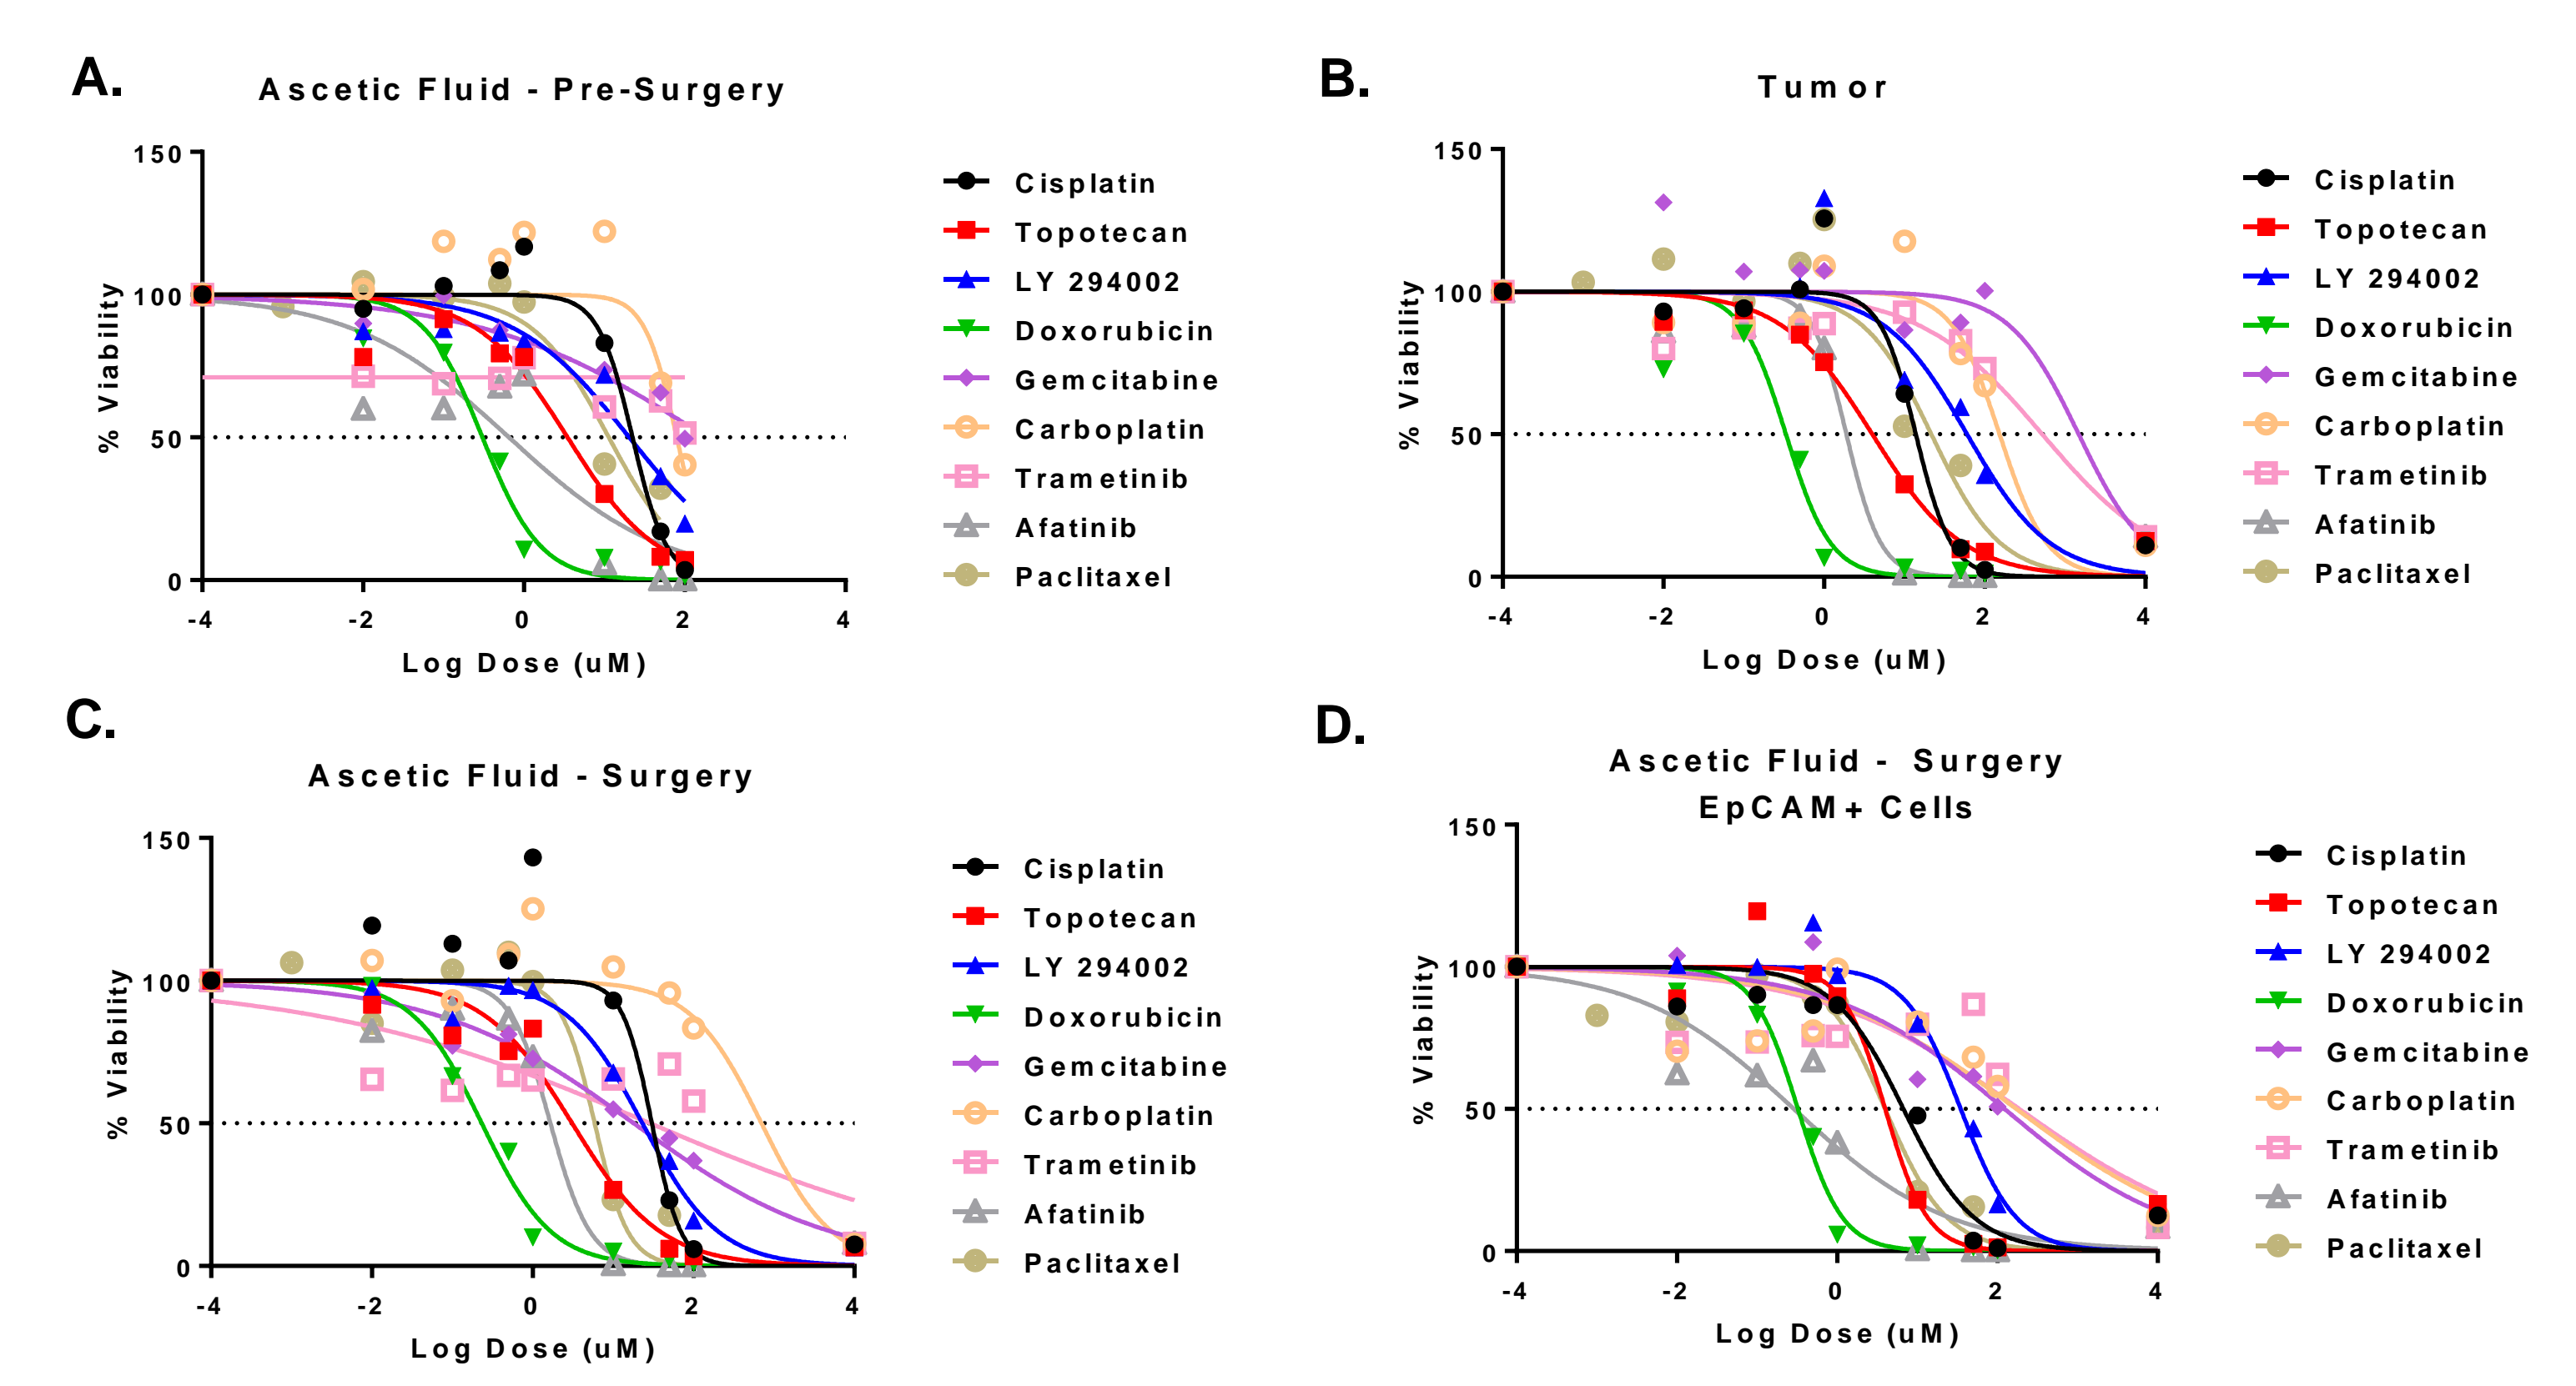 A.
Ascetic Fluid - Pre-Surgery
% Viability
150
100
50
0
-4
-2
0
2
4
Log Dose (uM)
Cisplatin
Topotecan
LY 294002
Doxorubicin
Gemcitabine
Carboplatin
Trametinib
Afatinib
Paclitaxel
B.
Tumor
% Viability
150
100
50
0
-4
-2
0
2
4
Log Dose (uM)
Cisplatin
Topotecan
LY 294002
Doxorubicin
Gemcitabine
Carboplatin
Trametinib
Afatinib
Paclitaxel
C.
Ascetic Fluid - Surgery
% Viability
150
100
50
0
-4
-2
0
2
4
Log Dose (uM)
Cisplatin
Topotecan
LY 294002
Doxorubicin
Gemcitabine
Carboplatin
Trametinib
Afatinib
Paclitaxel
D.
Ascetic Fluid - Surgery
EpCAM+ Cells
% Viability
150
100
50
0
-4
-2
0
2
4
Log Dose (uM)
Cisplatin
Topotecan
LY 294002
Doxorubicin
Gemcitabine
Carboplatin
Trametinib
Afatinib
Paclitaxel